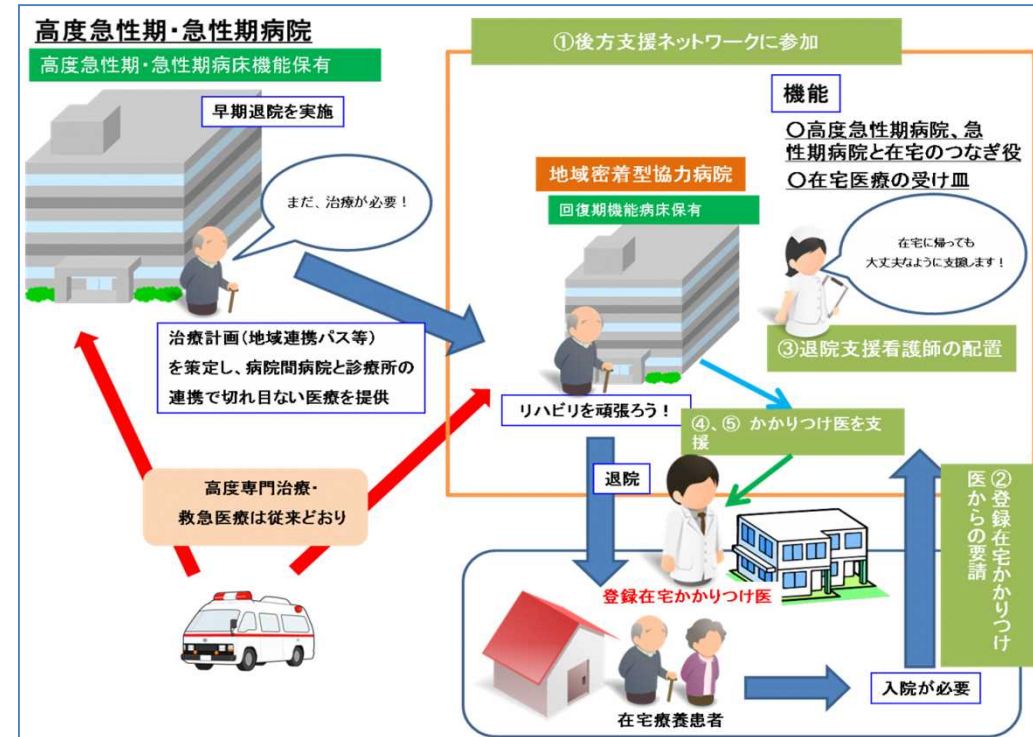 高度急性期・急性期病院
高度急性期・急性期病床機能保有
早期退院を実施
まだ、治療が必要！
治療計画（地域連携パス等）
を策定し、病院間病院と診療所の
連携で切れ目ない医療を提供
高度専門治療・
救急医療は従来どおり
①後方支援ネットワークに参加
機能
〇高度急性期病院、急
性期病院と在宅のつなぎ役
〇在宅医療の受け皿
地域密着型協力病院
回復期機能病床保有
在宅に帰っても
大丈夫なように支援します！
③退院支援看護師の配置
リハビリを頑張ろう！
④、⑤ かかりつけ医を支
援
退院
②登録在宅かかりつけ
医からの要請
登録在宅かかりつけ医
在宅療養患者
入院が必要